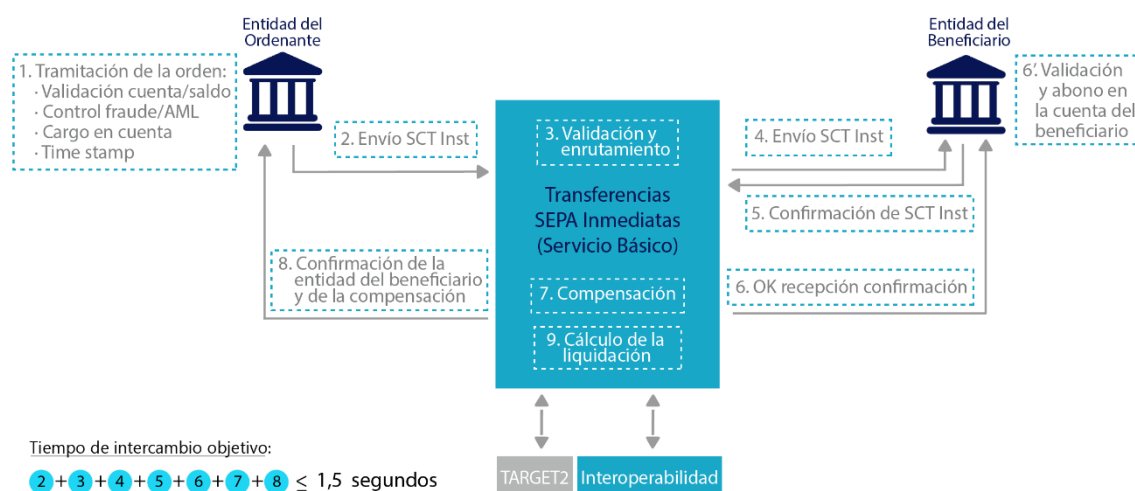 Entidad del
Ordenante
Entidad del
Beneficiario
1. Tramitación de la orden:
· Validación cuenta/saldo
· Control fraude/AML
· Cargo en cuenta
· Time stamp
2. Envío SCT Inst
3. Validación y
enrutamiento
4. Envío SCT Inst
6'. Validación
y abono en
la cuenta del
beneficiario
Transferencias
SEPA Inmediatas
(Servicio Básico)
5. Confirmación de SCT Inst
8. Confirmación de la
entidad del beneficiario
y de la compensación
7. Compensación
6. OK recepción confirmación
9. Cálculo de la
liquidación
Tiempo de intercambio objetivo:
2 + 3 + 4 + 5 + 6 + 7 + 8 ≤ 1,5 segundos
TARGET2
Interoperabilidad